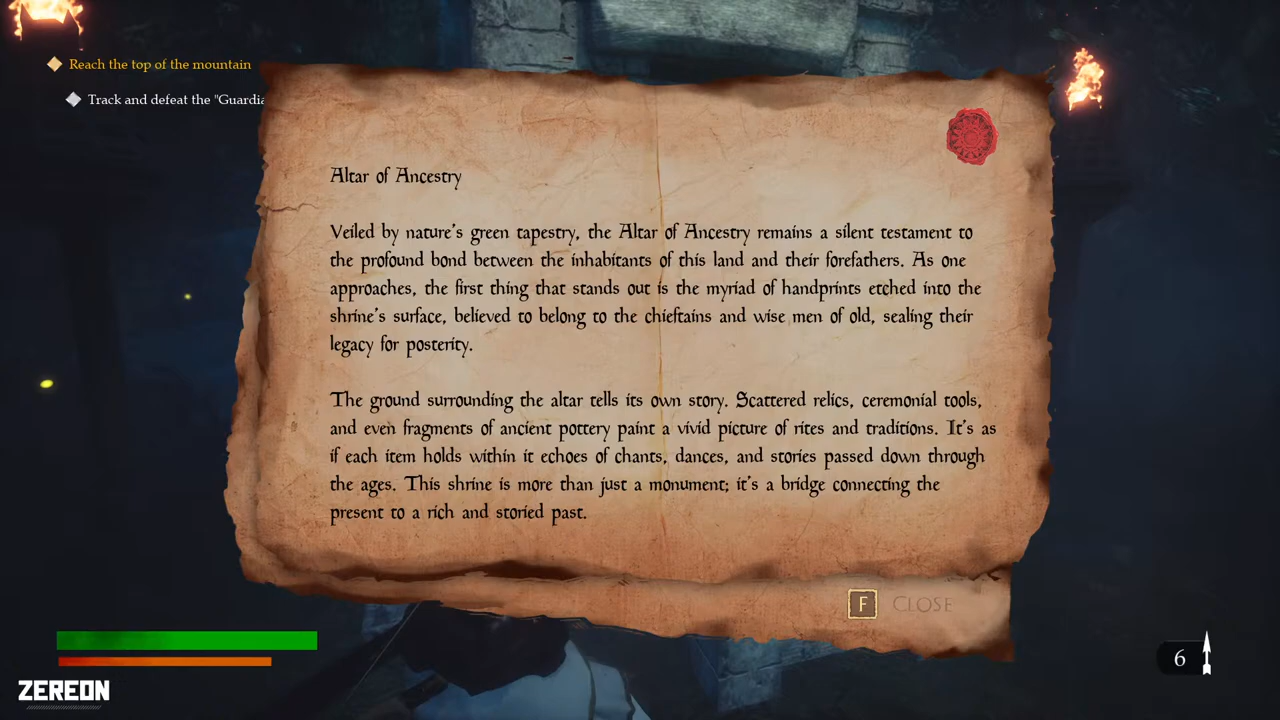 Reach the top of the mountain
Track and defeat the "Guardia
Altar of Ancestry
Veiled by nature's green tapestry, the Altar of Ancestry remains a silent testament to
the profound bond between the inhabitants of this land and their forefathers. As one
approaches, the first thing that stands out is the myriad of handprints etched into the
shrine's surface, believed to belong to the chieftains and wise men of old, sealing their
legacy for posterity.
The ground surrounding the altar tells its own story. Scattered relics, ceremonial tools,
and even fragments of ancient pottery paint a vivid picture of rites and traditions. It's as
if each item holds within it echoes of chants, dances, and stories passed down through
the ages. This shrine is more than just a monument; it's a bridge connecting the
present to a rich and storied past.
F CLOSE
6
ZEREON